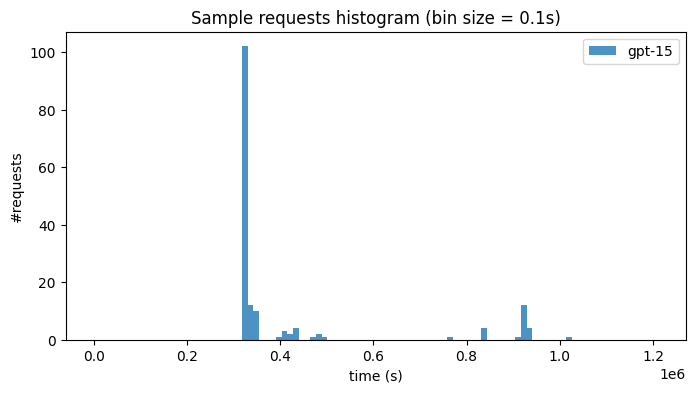 Sample requests histogram (bin size = 0.1s)
gpt-15
#requests
100
80
60
40
20
0
0.0 0.2 0.4 0.6 0.8 1.0 1.2
1e6
time (s)